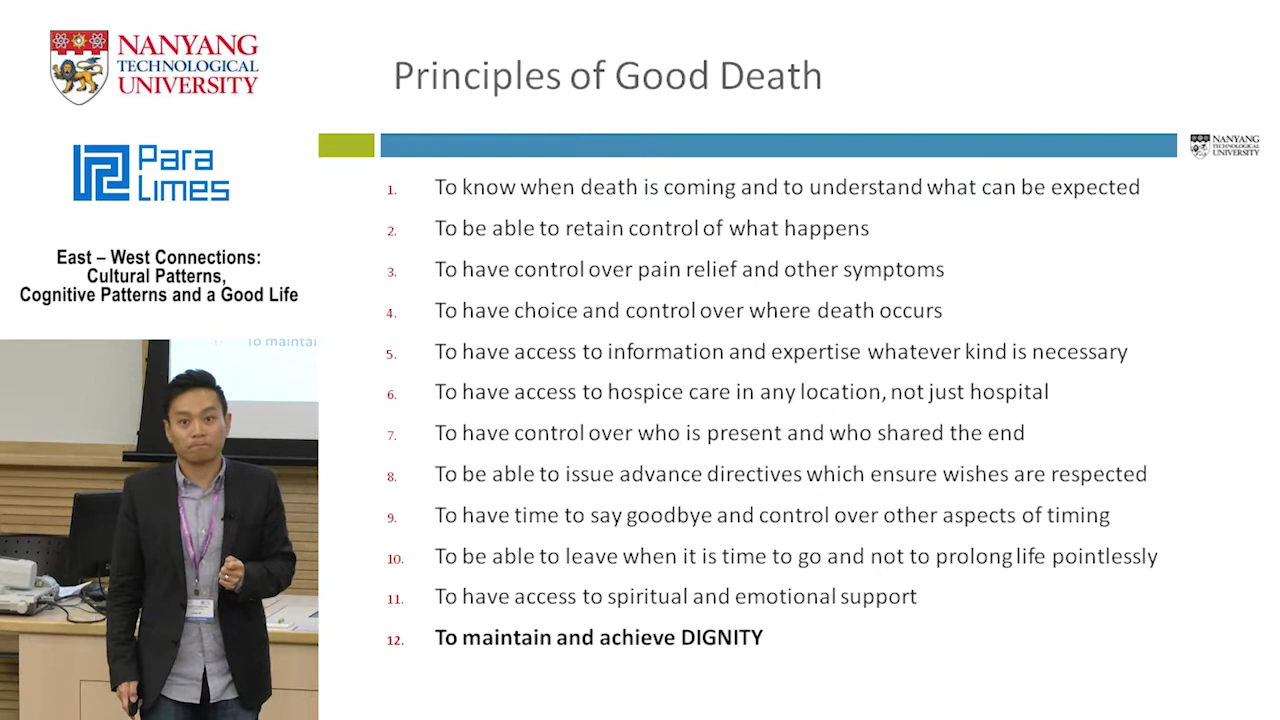 NANYANG
TECHNOLOGICAL
UNIVERSITY
Para
Limes
East – West Connections:
Cultural Patterns,
Cognitive Patterns and a Good Life
To maintai
Principles of Good Death
NANYANG
TECHNOLOGICAL
UNIVERSITY
1. To know when death is coming and to understand what can be expected
2. To be able to retain control of what happens
3. To have control over pain relief and other symptoms
4. To have choice and control over where death occurs
5. To have access to information and expertise whatever kind is necessary
6. To have access to hospice care in any location, not just hospital
7. To have control over who is present and who shared the end
8. To be able to issue advance directives which ensure wishes are respected
9. To have time to say goodbye and control over other aspects of timing
10. To be able to leave when it is time to go and not to prolong life pointlessly
11. To have access to spiritual and emotional support
12. To maintain and achieve DIGNITY